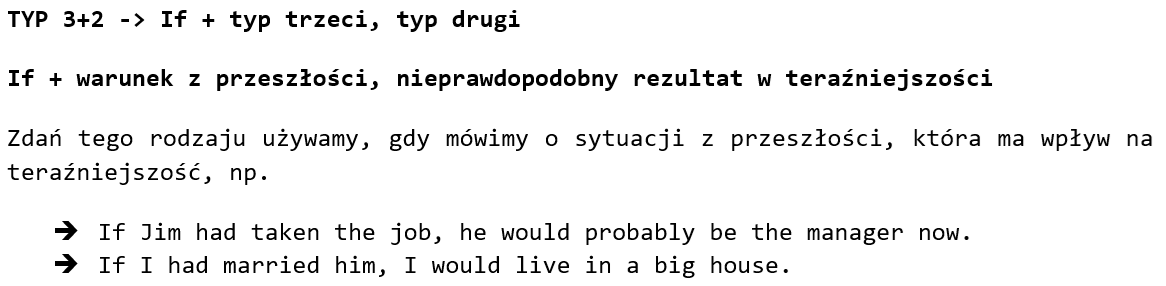 TYP 3+2 -> If + typ trzeci, typ drugi
If + warunek z przeszłości, nieprawdopodobny rezultat w teraźniejszości
Zdań tego rodzaju używamy, gdy mówimy o sytuacji z przeszłości, która ma wpływ na
teraźniejszość, np.
➔ If Jim had taken the job, he would probably be the manager now.
➔ If I had married him, I would live in a big house.